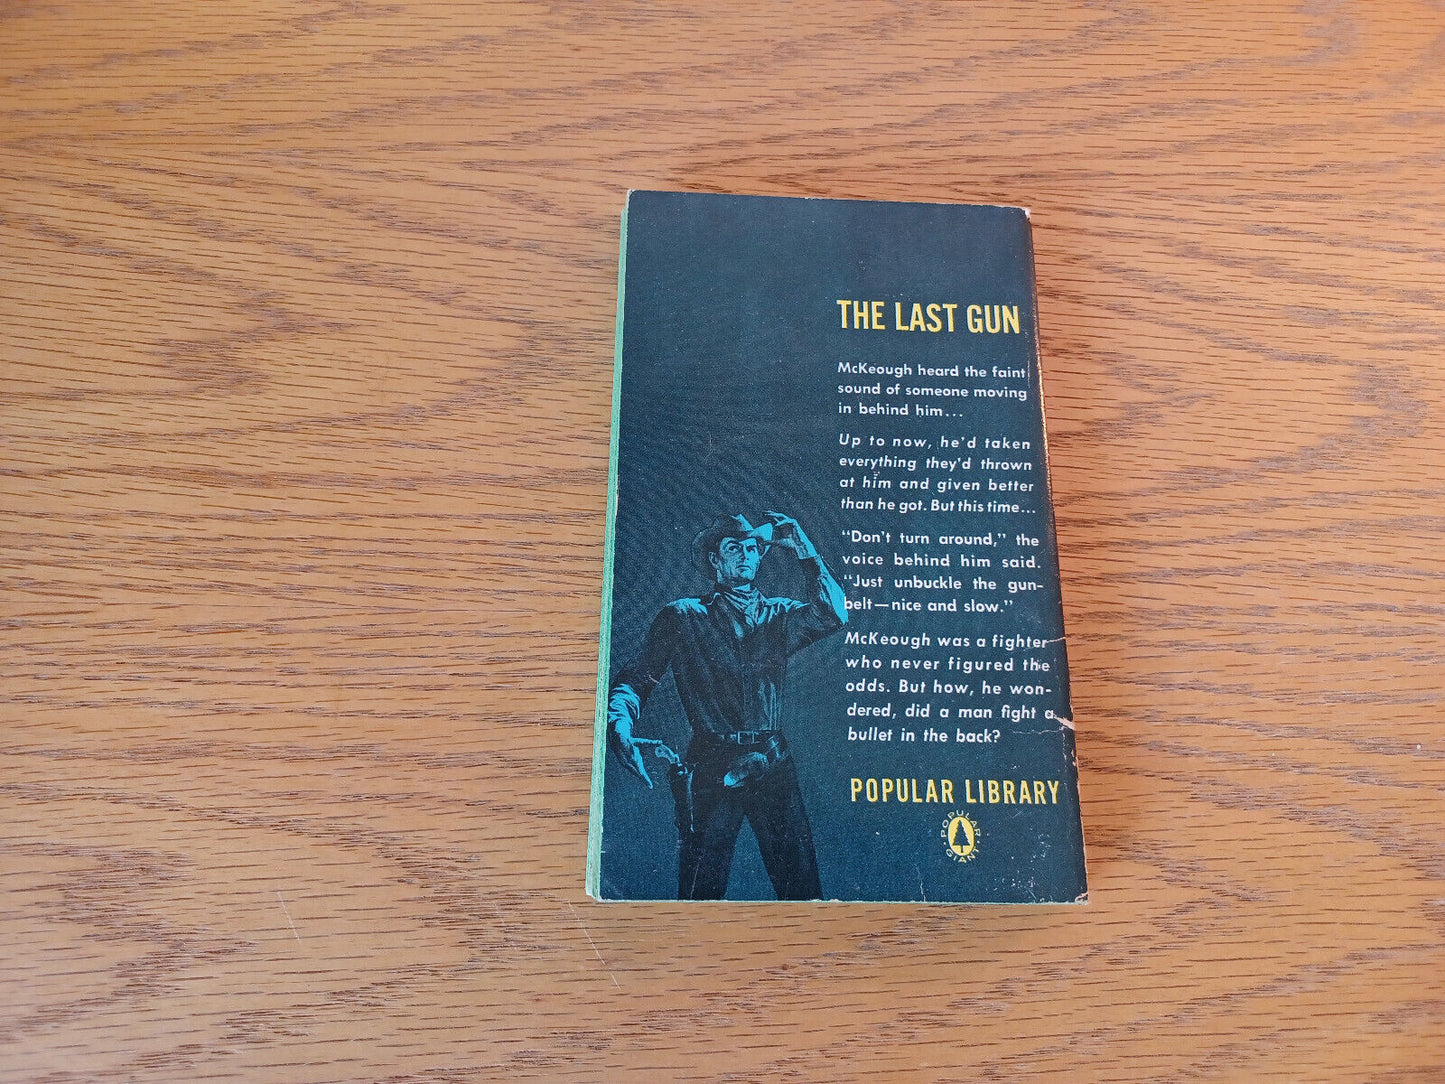 THE LAST GUN
McKeough heard the faint
sound of someone moving
in behind him...
Up to now, he'd taken
everything they'd thrown
at him and given better
than he got. But this time...
"Don't turn around," the
voice behind him said.
"Just unbuckle the gun-
belt—nice and slow."
McKeough was a fighter
who never figured the
odds. But how, he won-
dered, did a man fight a
bullet in the back?
POPULAR LIBRARY
POPULAR
GIANT